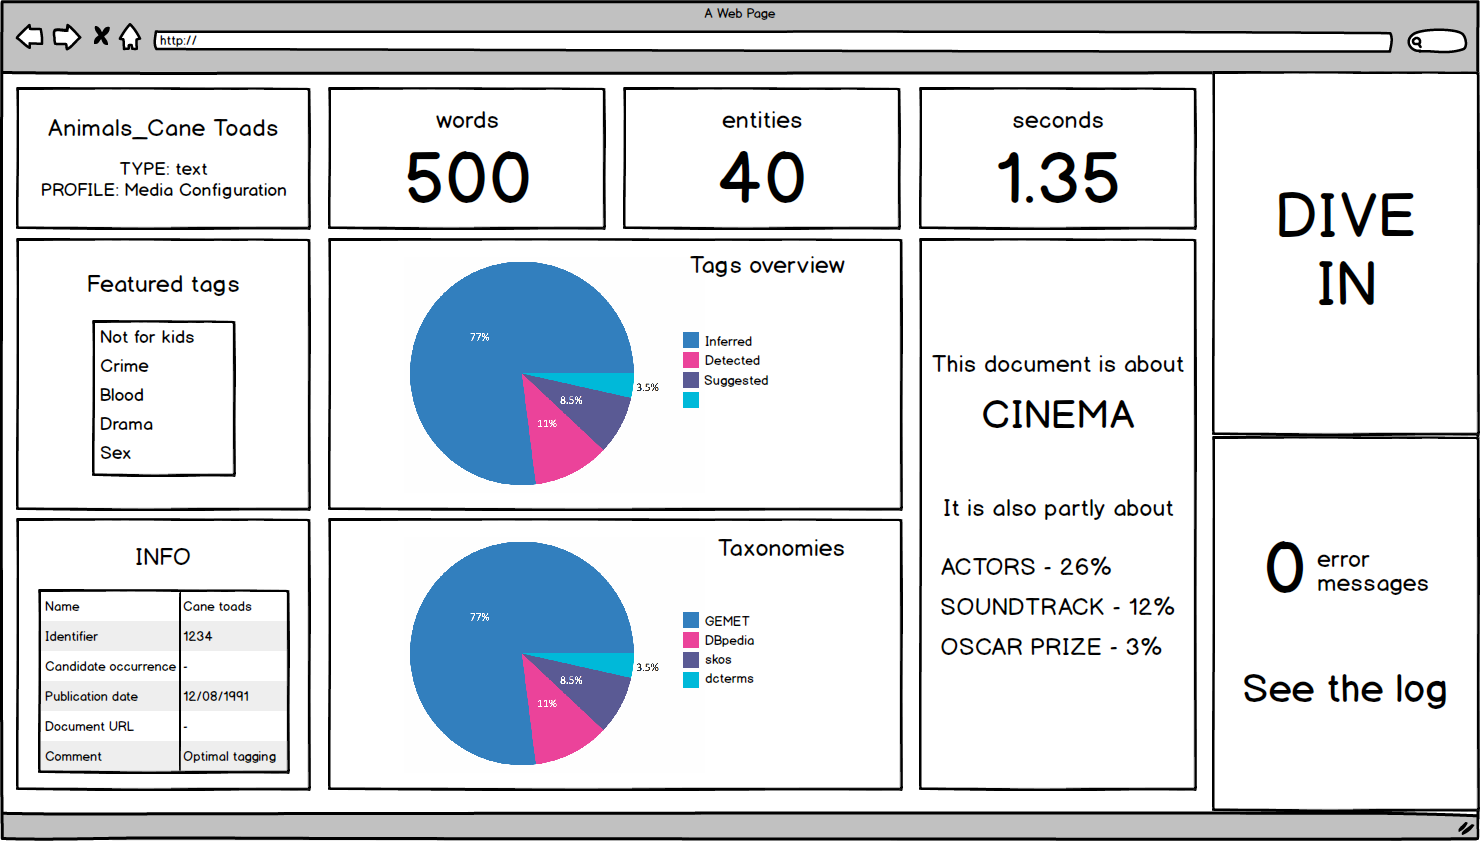 A Web Page
http://
Animals_Cane Toads
TYPE: text
PROFILE: Media Configuration
words
500
entities
40
seconds
1.35
DIVE
IN
Featured tags
Not for kids
Crime
Blood
Drama
Sex
Tags overview
77%
3.5%
8.5%
11%
Inferred
Detected
Suggested
This document is about
CINEMA
It is also partly about
ACTORS - 26%
SOUNDTRACK - 12%
OSCAR PRIZE - 3%
0 error
messages
See the log
INFO
Name Cane toads
Identifier 1234
Candidate occurrence -
Publication date 12/08/1991
Document URL -
Comment Optimal tagging
Taxonomies
77%
3.5%
8.5%
11%
GEMET
DBpedia
skos
dcterms